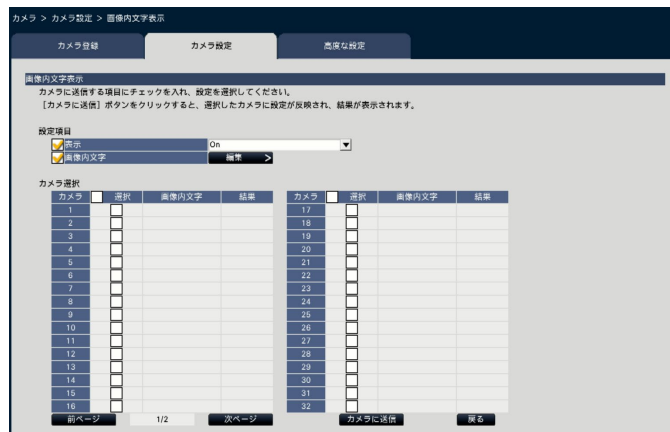 カメラ > カメラ設定 > 画像内文字表示
カメラ登録 カメラ設定 高度な設定
画像内文字表示
カメラに送信する項目にチェックを入れ、設定を選択してください。
［カメラに送信］ボタンをクリックすると、選択したカメラに設定が反映され、結果が表示されます。
設定項目
表示 On
画像内文字 編集 >
カメラ選択
カメラ 選択 画像内文字 結果 カメラ 選択 画像内文字 結果
1 17
2 18
3 19
4 20
5 21
6 22
7 23
8 24
9 25
10 26
11 27
12 28
13 29
14 30
15 31
16 32
前ページ 1/2 次ページ カメラに送信 戻る